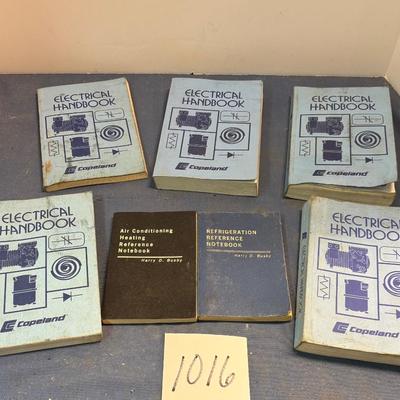 ELECTRICAL
HANDBOOK
Copeland
ELECTRICAL
HANDBOOK
Copeland
ELECTRICAL
HANDBOOK
Copeland
ELECTRICAL
HANDBOOK
Copeland
Air Conditioning
Heating
Reference
Notebook
Harry D. Busby
REFRIGERATION
REFERENCE
NOTEBOOK
Harry D. Busby
ELECTRICAL
HANDBOOK
Copeland
1016